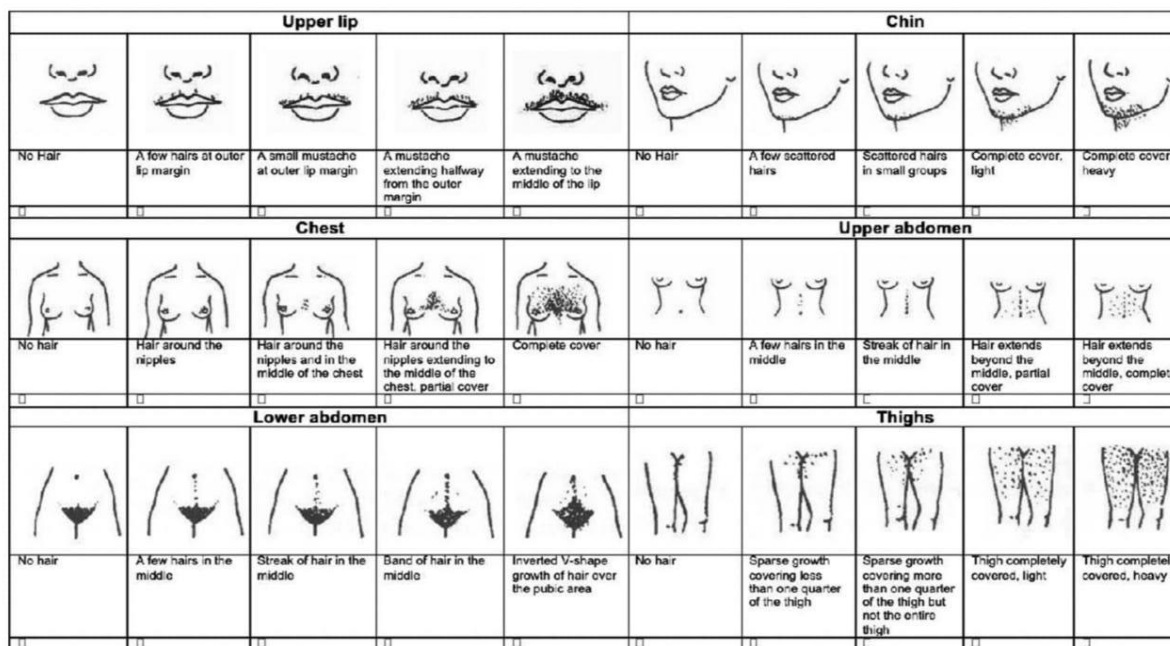 Upper lip
Chin
No Hair
A few hairs at outer
lip margin
A small mustache
at outer lip margin
A mustache
extending halfway
from the outer
margin
A mustache
extending to the
middle of the lip
No Hair
A few scattered
hairs
Scattered hairs
in small groups
Complete cover,
light
Complete cover
heavy
Chest
Upper abdomen
No hair
Hair around the
nipples
Hair around the
nipples and in the
middle of the chest
Hair around the
nipples extending to
the middle of the
chest, partial cover
Complete cover
No hair
A few hairs in the
middle
Streak of hair in
the middle
Hair extends
beyond the
middle, partial
cover
Hair extends
beyond the
middle, complet
cover
Lower abdomen
Thighs
No hair
A few hairs in the
middle
Streak of hair in the
middle
Band of hair in the
middle
Inverted V-shape
growth of hair over
the pubic area
No hair
Sparse growth
covering less
than one quarter
of the thigh
Sparse growth
covering more
than one quarter
of the thigh but
not the entire
thigh
Thigh completely
covered, light
Thigh completel
covered, heavy